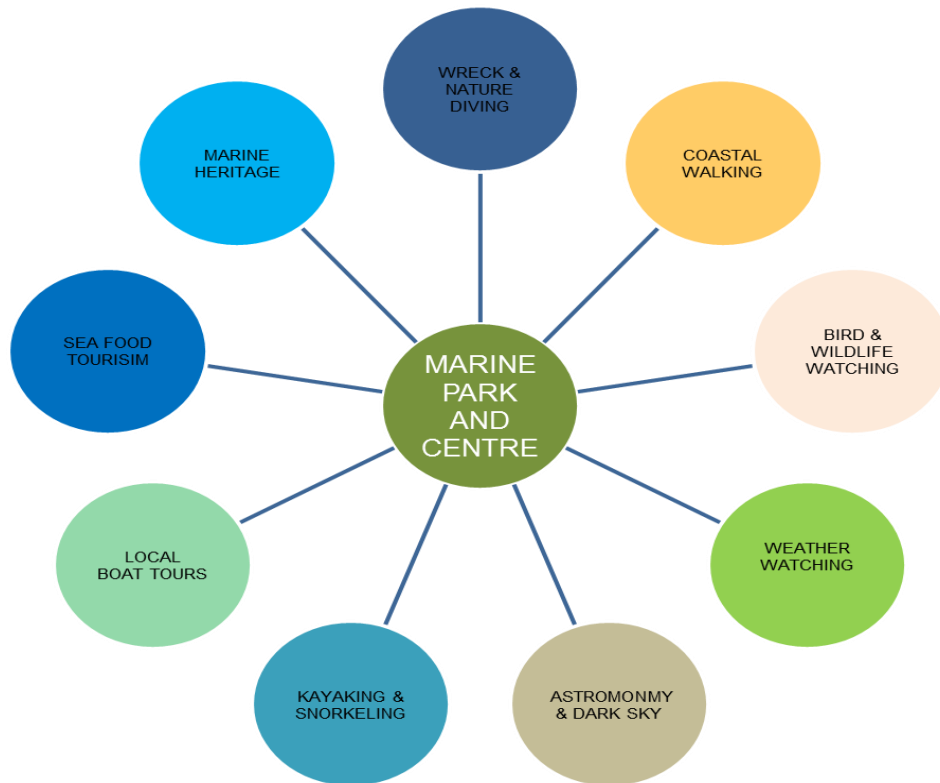 WRECK &
NATURE
DIVING
MARINE
HERITAGE
COASTAL
WALKING
SEA FOOD
TOURISIM
MARINE
PARK
AND
CENTRE
BIRD &
WILDLIFE
WATCHING
LOCAL
BOAT TOURS
WEATHER
WATCHING
KAYAKING &
SNORKELING
ASTROMONMY
& DARK SKY